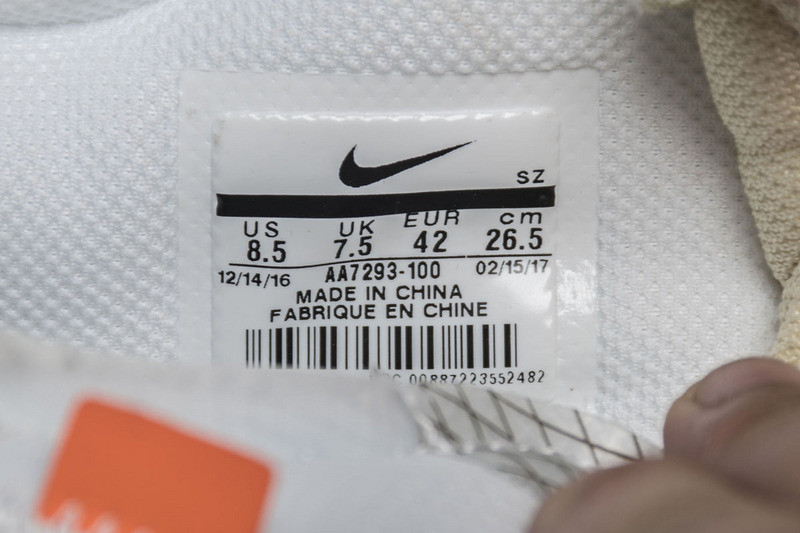 SZ
US UK EUR cm
8.5 7.5 42 26.5
12/14/16 AA7293-100 02/15/17
MADE IN CHINA
FABRIQUE EN CHINE
00887223552482